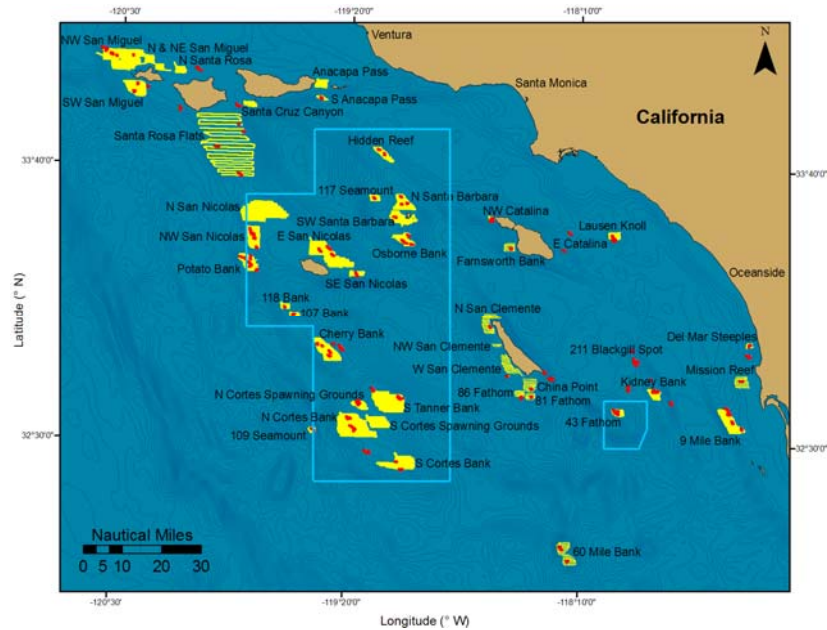 -120°50'
-119°20'0"
-118°10'0"
Ventura
N
NW San Miguel
N & NE San Miguel
N Santa Rosa
Anacapa Pass
Santa Monica
SW San Miguel
S Anacapa Pass
Santa Cruz Canyon
California
Santa Rosa Flats
Hidden Reef
33°40'0"
33°40'0"
117 Seamount
N Santa Barbara
N San Nicolas
NW Catalina
SW Santa Barbara
Lausen Knoll
NW San Nicolas
E San Nicolas
E Catalina
Osborne Bank
Farnsworth Bank
Potato Bank
Oceanside
SE San Nicolas
118 Bank
107 Bank
N San Clemente
Cherry Bank
NW San Clemente
Del Mar Steeples
211 Blackgill Spot
W San Clemente
Mission Reef
N Cortes Spawning Grounds
86 Fathom
China Point
Kidney Bank
81 Fathom
S Tanner Bank
N Cortes Bank
43 Fathom
S Cortes Spawning Grounds
32°30'0"
32°30'0"
109 Seamount
9 Mile Bank
S Cortes Bank
60 Mile Bank
Nautical Miles
0 5 10 20 30
-120°50'
-119°20'0"
-118°10'0"
Latitude (° N)
Longitude (° W)